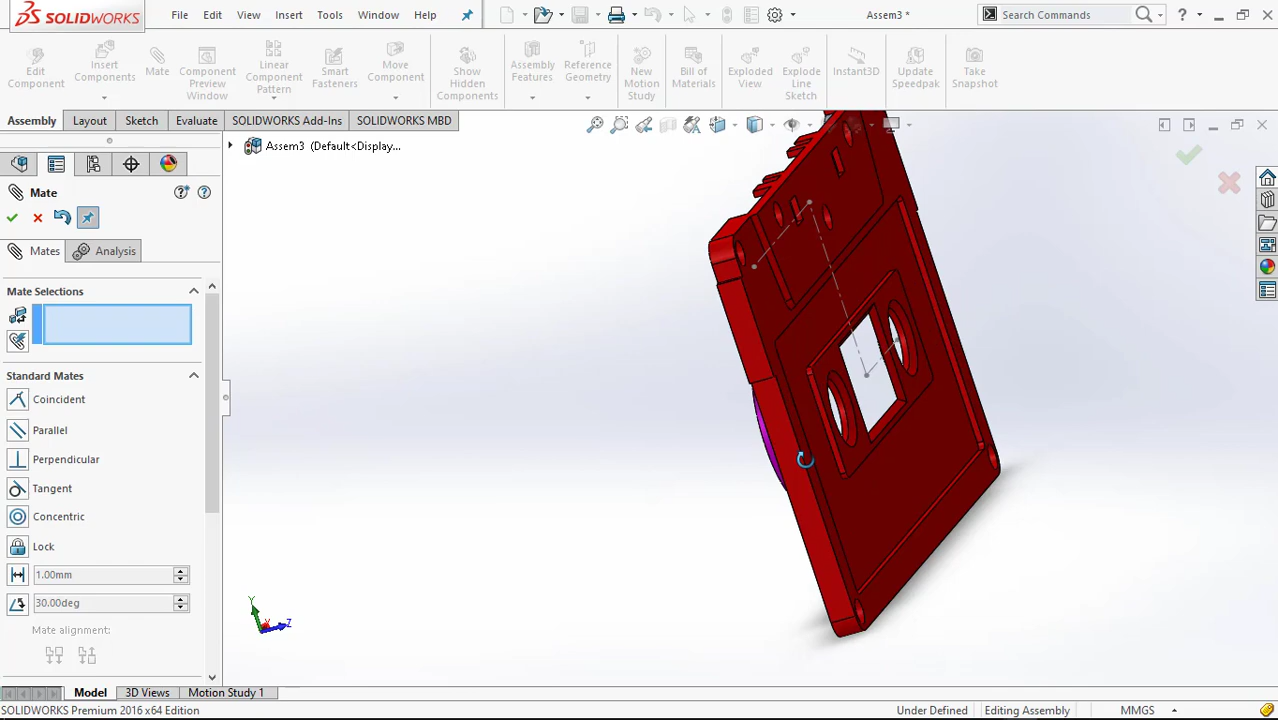 SOLIDWORKS
File Edit View Insert Tools Window Help
Assem3 *
Search Commands
?
Edit Component
Insert Components
Mate
Component Preview Window
Linear Component Pattern
Smart Fasteners
Move Component
Show Hidden Components
Assembly Features
Reference Geometry
New Motion Study
Bill of Materials
Exploded View
Explode Line Sketch
Instant3D
Update Speedpak
Take Snapshot
Assembly Layout Sketch Evaluate SOLIDWORKS Add-Ins SOLIDWORKS MBD
Assem3 (Default<Display...
Mate
Mates Analysis
Mate Selections
Standard Mates
Coincident
Parallel
Perpendicular
Tangent
Concentric
Lock
1.00mm
30.00deg
Mate alignment:
Y
X
Z
Model 3D Views Motion Study 1
SOLIDWORKS Premium 2016 x64 Edition
Under Defined Editing Assembly MMGS